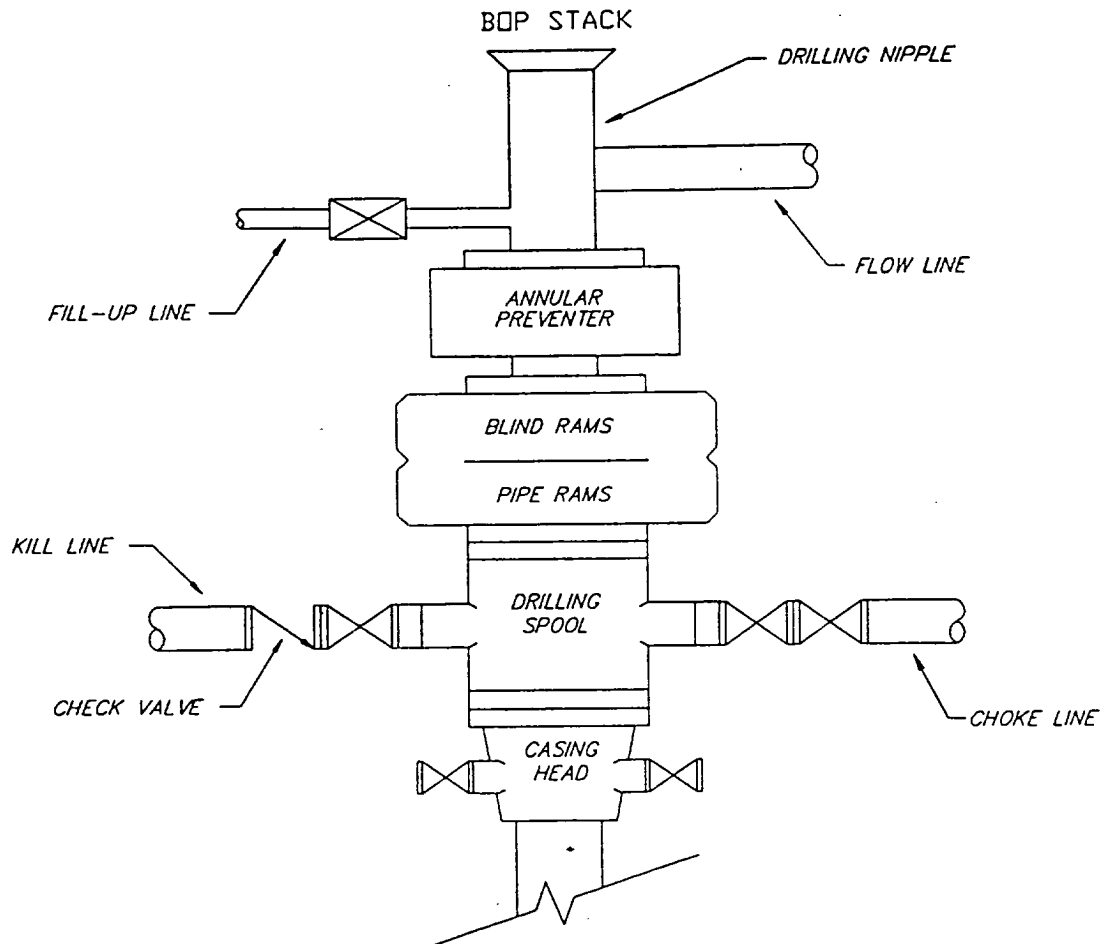 BOP STACK
DRILLING NIPPLE
FLOW LINE
FILL-UP LINE
ANNULAR
PREVENTER
BLIND RAMS
PIPE RAMS
KILL LINE
DRILLING
SPOOL
CHECK VALVE
CHOKE LINE
CASING
HEAD